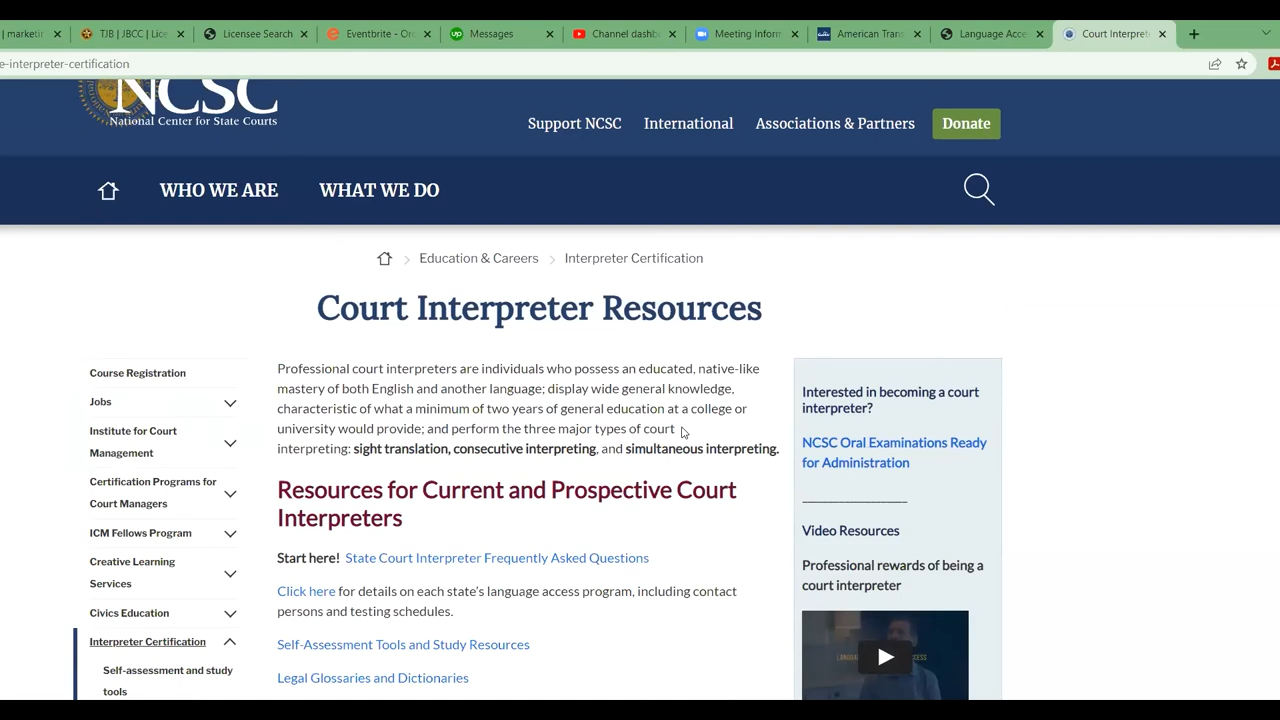 | marketin
TJB | JBCC | Lice
Licensee Search
Eventbrite - Orc
Messages
Channel dashb
Meeting Inform
American Trans
Language Acce
Court Interprete
e-interpreter-certification
NCSC
National Center for State Courts
Support NCSC
International
Associations & Partners
Donate
WHO WE ARE
WHAT WE DO
Education & Careers
Interpreter Certification
Court Interpreter Resources
Course Registration
Jobs
Institute for Court
Management
Certification Programs for
Court Managers
ICM Fellows Program
Creative Learning
Services
Civics Education
Interpreter Certification
Self-assessment and study
tools
Professional court interpreters are individuals who possess an educated, native-like
mastery of both English and another language; display wide general knowledge,
characteristic of what a minimum of two years of general education at a college or
university would provide; and perform the three major types of court
interpreting: sight translation, consecutive interpreting, and simultaneous interpreting.
Resources for Current and Prospective Court
Interpreters
Start here! State Court Interpreter Frequently Asked Questions
Click here for details on each state's language access program, including contact
persons and testing schedules.
Self-Assessment Tools and Study Resources
Legal Glossaries and Dictionaries
Interested in becoming a court
interpreter?
NCSC Oral Examinations Ready
for Administration
Video Resources
Professional rewards of being a
court interpreter